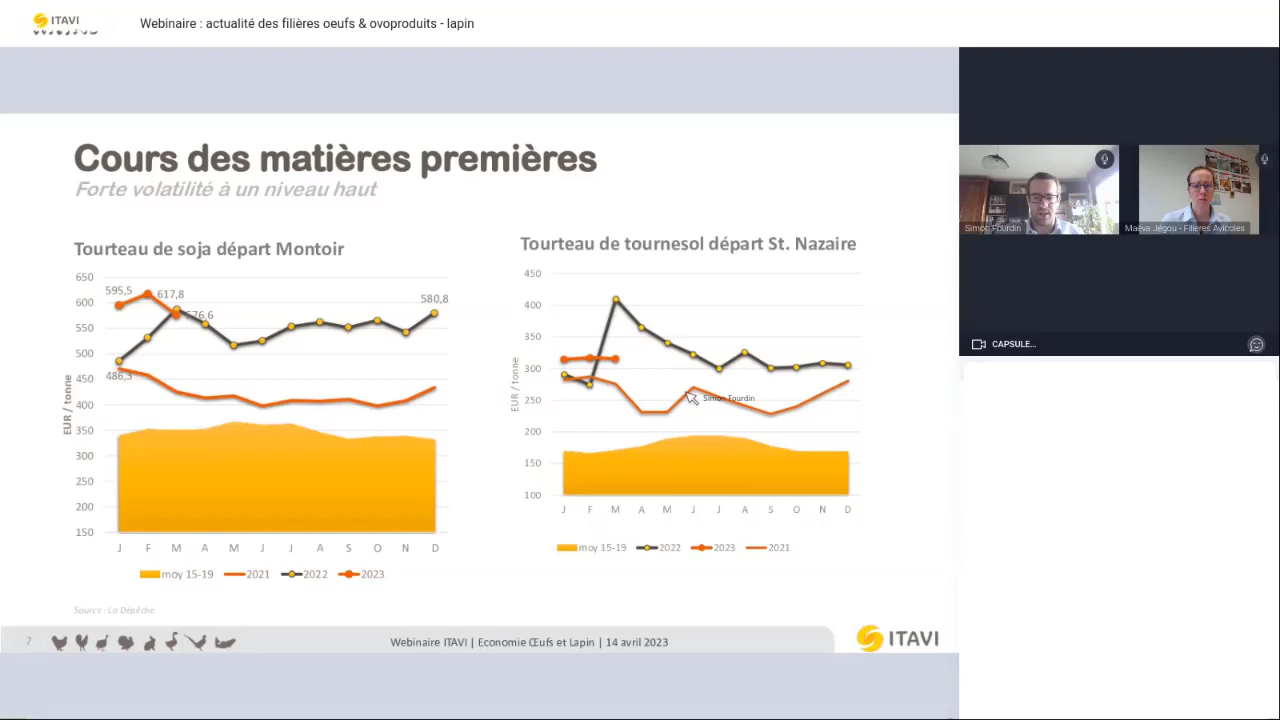 ITAVI
Webinaire : actualité des filières oeufs & ovoproduits - lapin
Cours des matières premières
Forte volatilité à un niveau haut
Tourteau de soja départ Montoir
EUR / tonne
650
600
550
500
450
400
350
300
250
200
150
595,5
617,8
576,6
486,3
580,8
J F M A M J J A S O N D
moy 15-19 2021 2022 2023
Tourteau de tournesol départ St. Nazaire
EUR / tonne
450
400
350
300
250
200
150
100
Simon Fourdin
J F M A M J J A S O N D
moy 15-19 2022 2023 2021
Source : La Dépêche
7
Webinaire ITAVI | Economie Œufs et Lapin | 14 avril 2023
ITAVI
Simon Fourdin
Maëva Jégou - Filières Avicoles
CAPSULE...